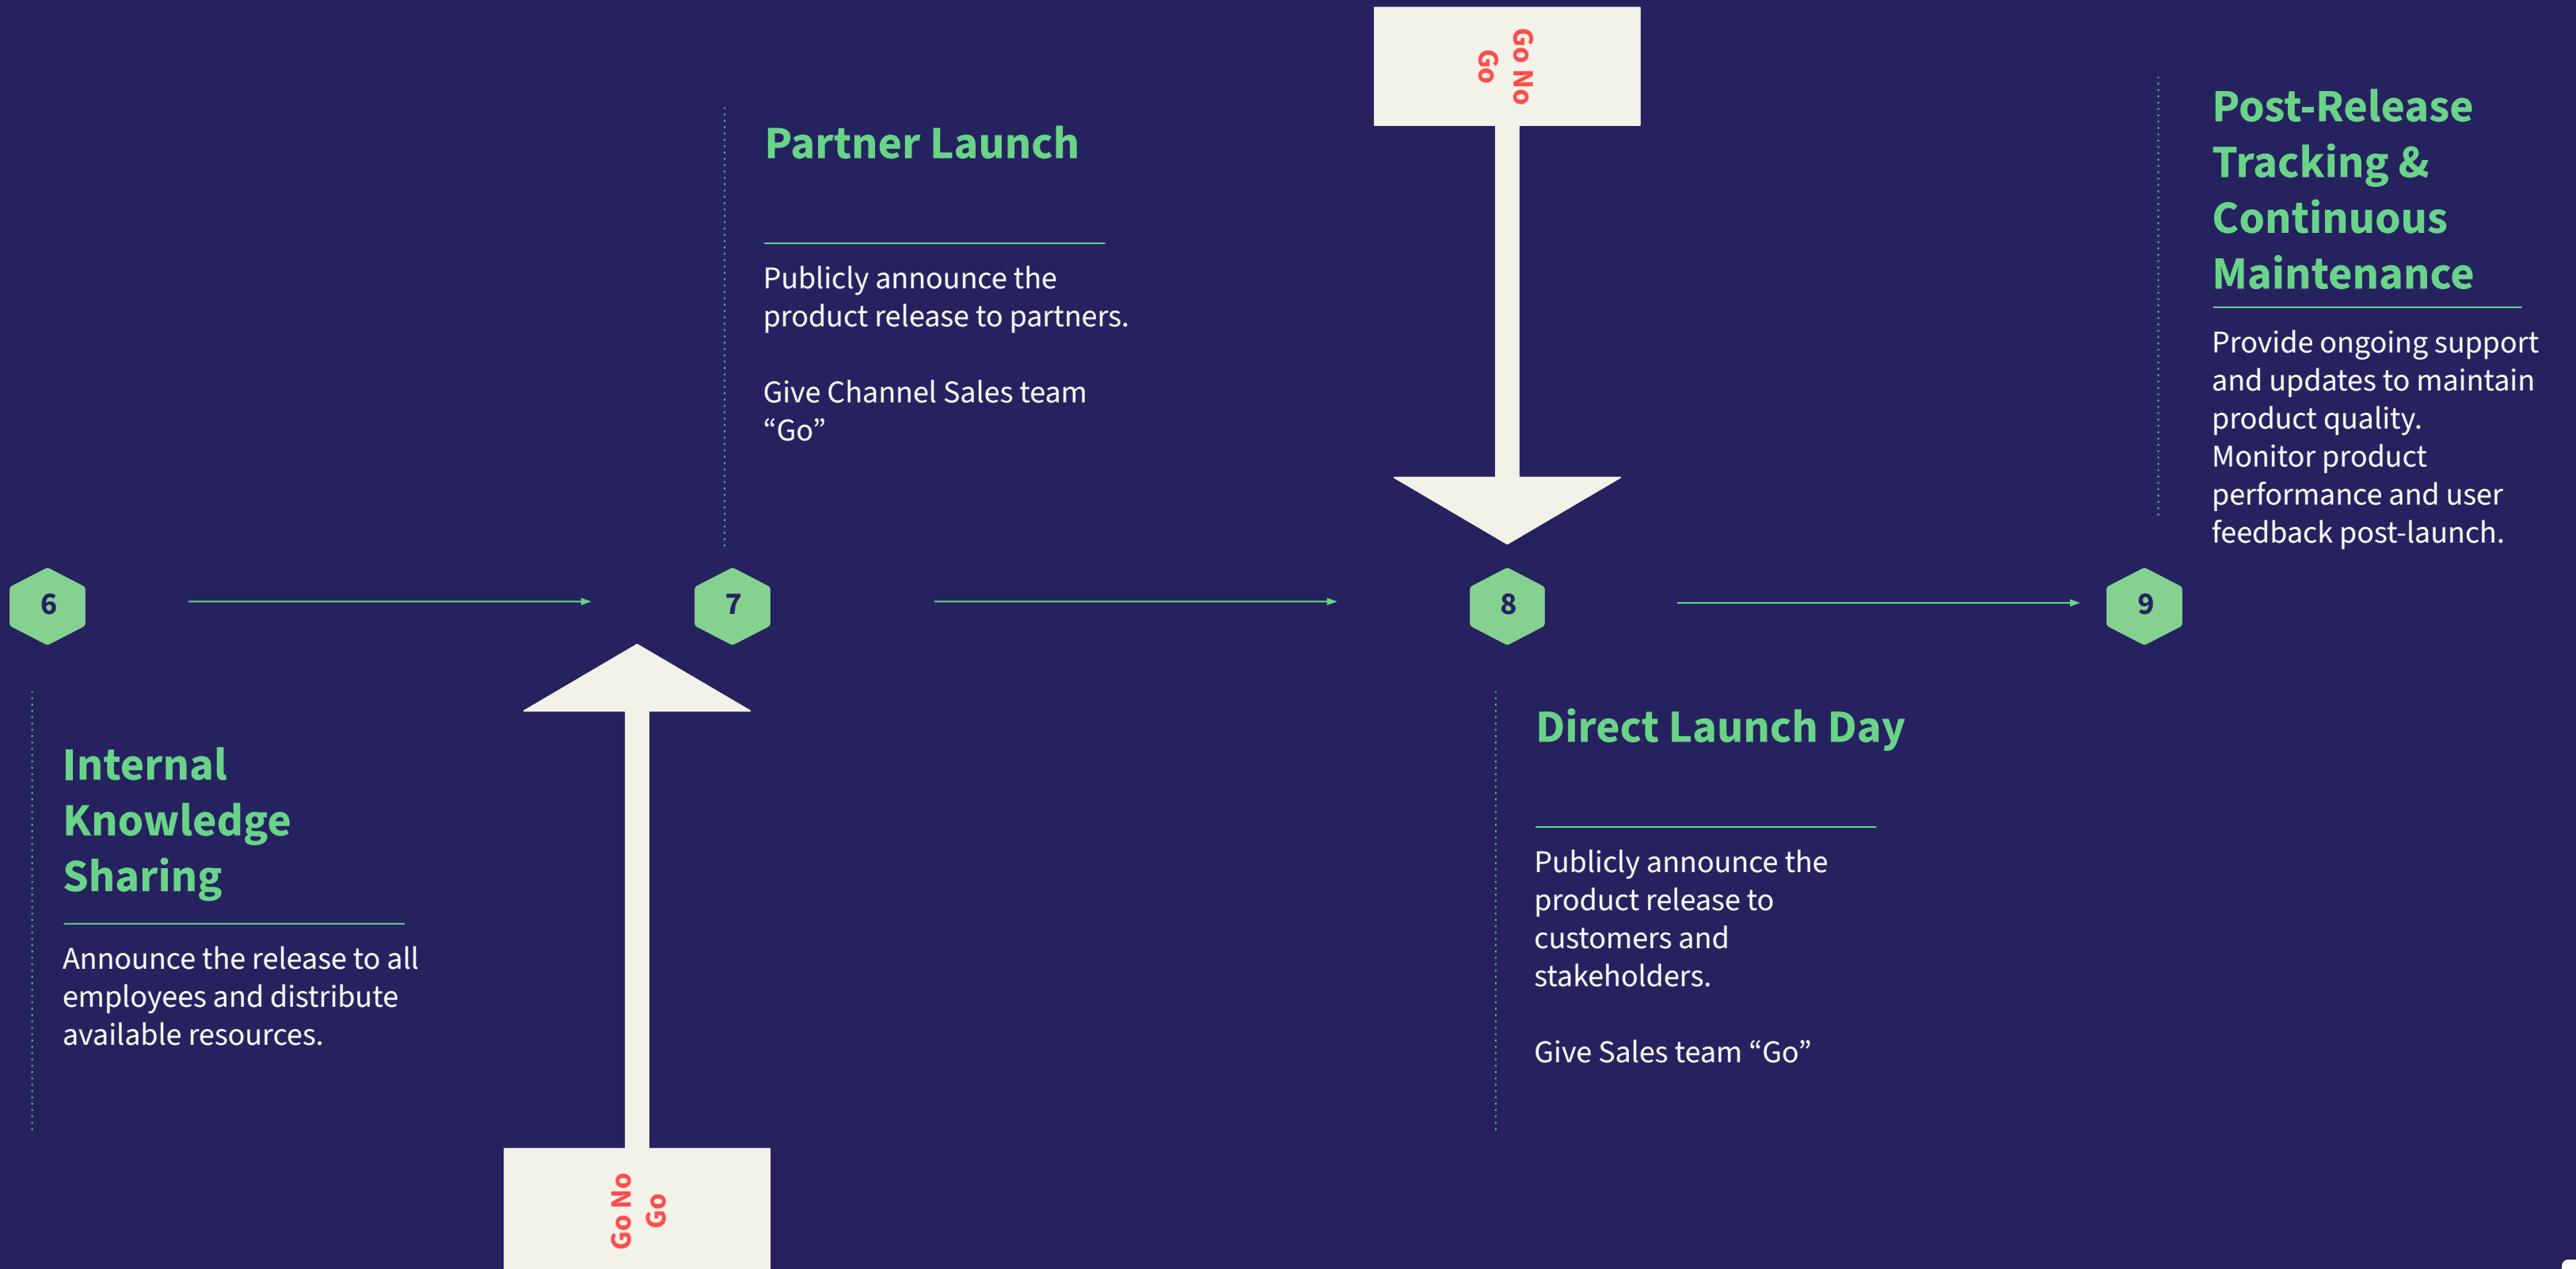 6
Internal
Knowledge
Sharing
Announce the release to all
employees and distribute
available resources.
Go No
Go
7
Partner Launch
Publicly announce the
product release to partners.
Give Channel Sales team
“Go”
Go No
Go
8
Direct Launch Day
Publicly announce the
product release to
customers and
stakeholders.
Give Sales team “Go”
9
Post-Release
Tracking &
Continuous
Maintenance
Provide ongoing support
and updates to maintain
product quality.
Monitor product
performance and user
feedback post-launch.